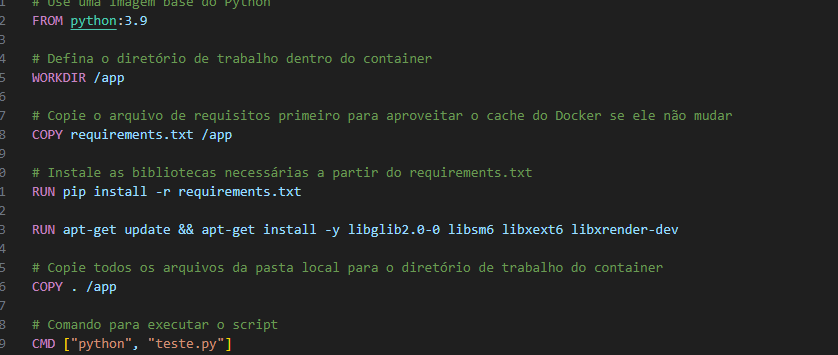 # Use uma imagem base do Python
2 FROM python:3.9
3
4 # Defina o diretório de trabalho dentro do container
5 WORKDIR /app
6
7 # Copie o arquivo de requisitos primeiro para aproveitar o cache do Docker se ele não mudar
8 COPY requirements.txt /app
9
0 # Instale as bibliotecas necessárias a partir do requirements.txt
1 RUN pip install -r requirements.txt
2
3 RUN apt-get update && apt-get install -y libglib2.0-0 libsm6 libxext6 libxrender-dev
4
5 # Copie todos os arquivos da pasta local para o diretório de trabalho do container
6 COPY . /app
7
8 # Comando para executar o script
9 CMD ["python", "teste.py"]